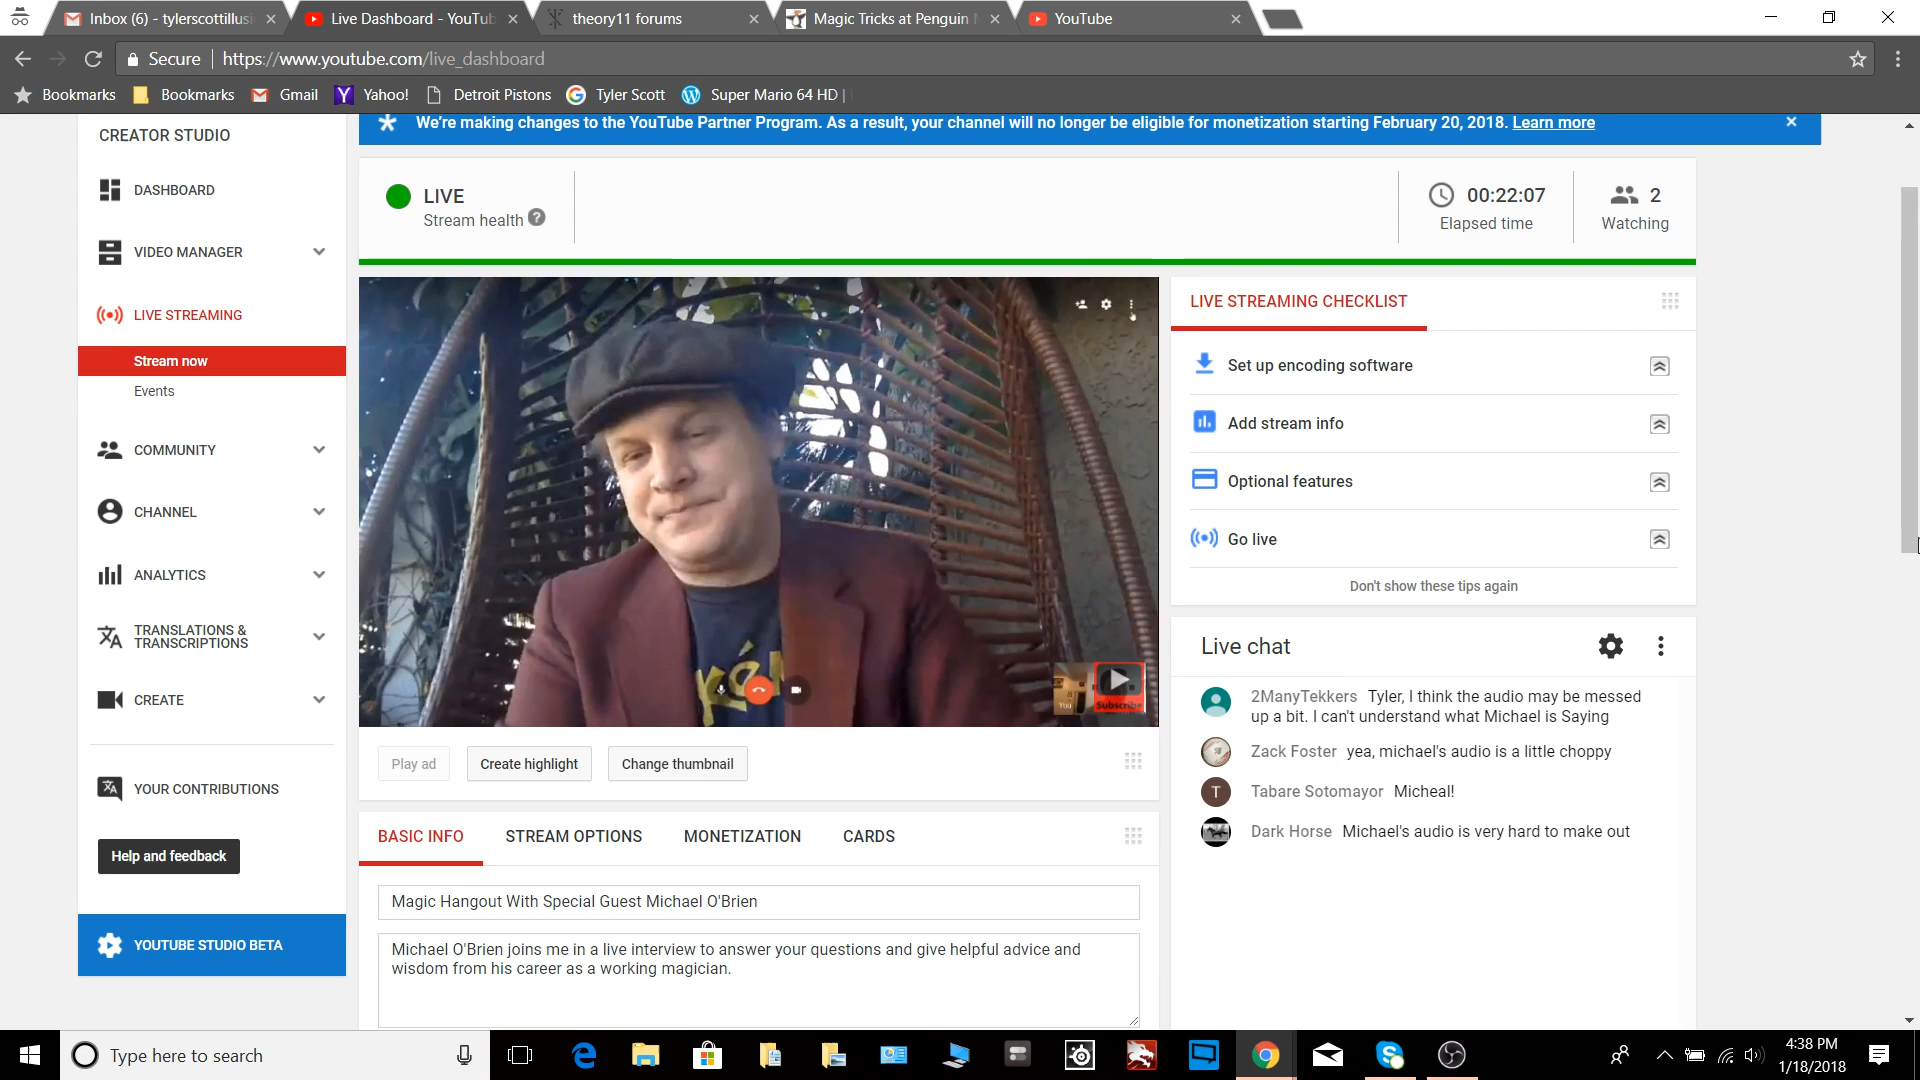 Inbox (6) - tylerscottillusi
Live Dashboard - YouTub
theory11 forums
Magic Tricks at Penguin
YouTube
Secure
https://www.youtube.com/live_dashboard
Bookmarks
Bookmarks
Gmail
Yahoo!
Detroit Pistons
Tyler Scott
Super Mario 64 HD |
CREATOR STUDIO
We're making changes to the YouTube Partner Program. As a result, your channel will no longer be eligible for monetization starting February 20, 2018. Learn more
DASHBOARD
VIDEO MANAGER
LIVE STREAMING
Stream now
Events
COMMUNITY
CHANNEL
ANALYTICS
TRANSLATIONS &
TRANSCRIPTIONS
CREATE
YOUR CONTRIBUTIONS
Help and feedback
YOUTUBE STUDIO BETA
LIVE
Stream health ?
00:22:07
Elapsed time
2
Watching
You
Subscribe
Play ad
Create highlight
Change thumbnail
BASIC INFO
STREAM OPTIONS
MONETIZATION
CARDS
Magic Hangout With Special Guest Michael O'Brien
Michael O'Brien joins me in a live interview to answer your questions and give helpful advice and
wisdom from his career as a working magician.
LIVE STREAMING CHECKLIST
Set up encoding software
Add stream info
Optional features
Go live
Don't show these tips again
Live chat
2ManyTekkers Tyler, I think the audio may be messed
up a bit. I can't understand what Michael is Saying
Zack Foster yea, michael's audio is a little choppy
T
Tabare Sotomayor Micheal!
Dark Horse Michael's audio is very hard to make out
Type here to search
4:38 PM
1/18/2018